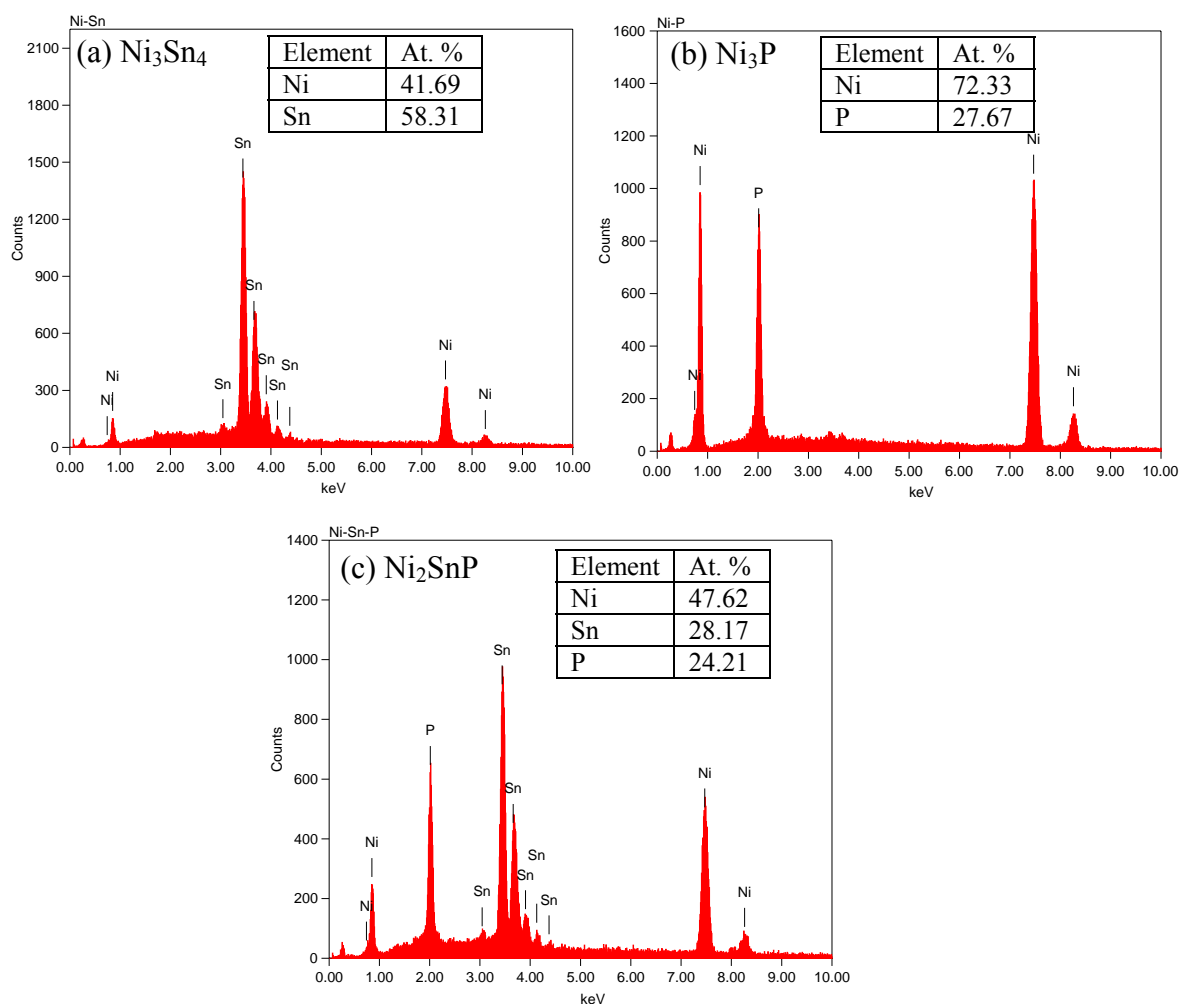 Ni-Sn
(a) Ni₃Sn₄
Element At. %
Ni 41.69
Sn 58.31
2100
1800
1500
1200
900
600
300
0
Counts
Sn
Sn
Sn
Sn
Sn
Sn
Ni
Ni
Ni
Ni
0.00 1.00 2.00 3.00 4.00 5.00 6.00 7.00 8.00 9.00 10.00
keV
Ni-P
(b) Ni₃P
Element At. %
Ni 72.33
P 27.67
1600
1400
1200
1000
800
600
400
200
0
Counts
Ni
Ni
P
Ni
Ni
0.00 1.00 2.00 3.00 4.00 5.00 6.00 7.00 8.00 9.00 10.00
keV
Ni-Sn-P
(c) Ni₂SnP
Element At. %
Ni 47.62
Sn 28.17
P 24.21
1400
1200
1000
800
600
400
200
0
Counts
Sn
P
Sn
Ni
Ni
Sn
Sn
Sn
Sn
Ni
Ni
0.00 1.00 2.00 3.00 4.00 5.00 6.00 7.00 8.00 9.00 10.00
keV